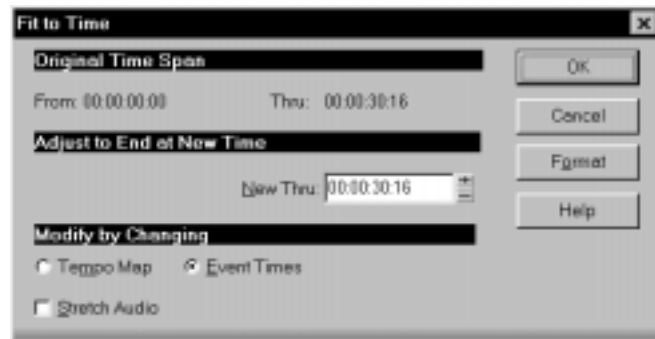 Fit to Time
Original Time Span
From: 00:00:00:00 Thru: 00:00:30:16
Adjust to End at New Time
New Thru: 00:00:30:16
Modify by Changing
Tempo Map Event Times
Stretch Audio
OK
Cancel
Format
Help